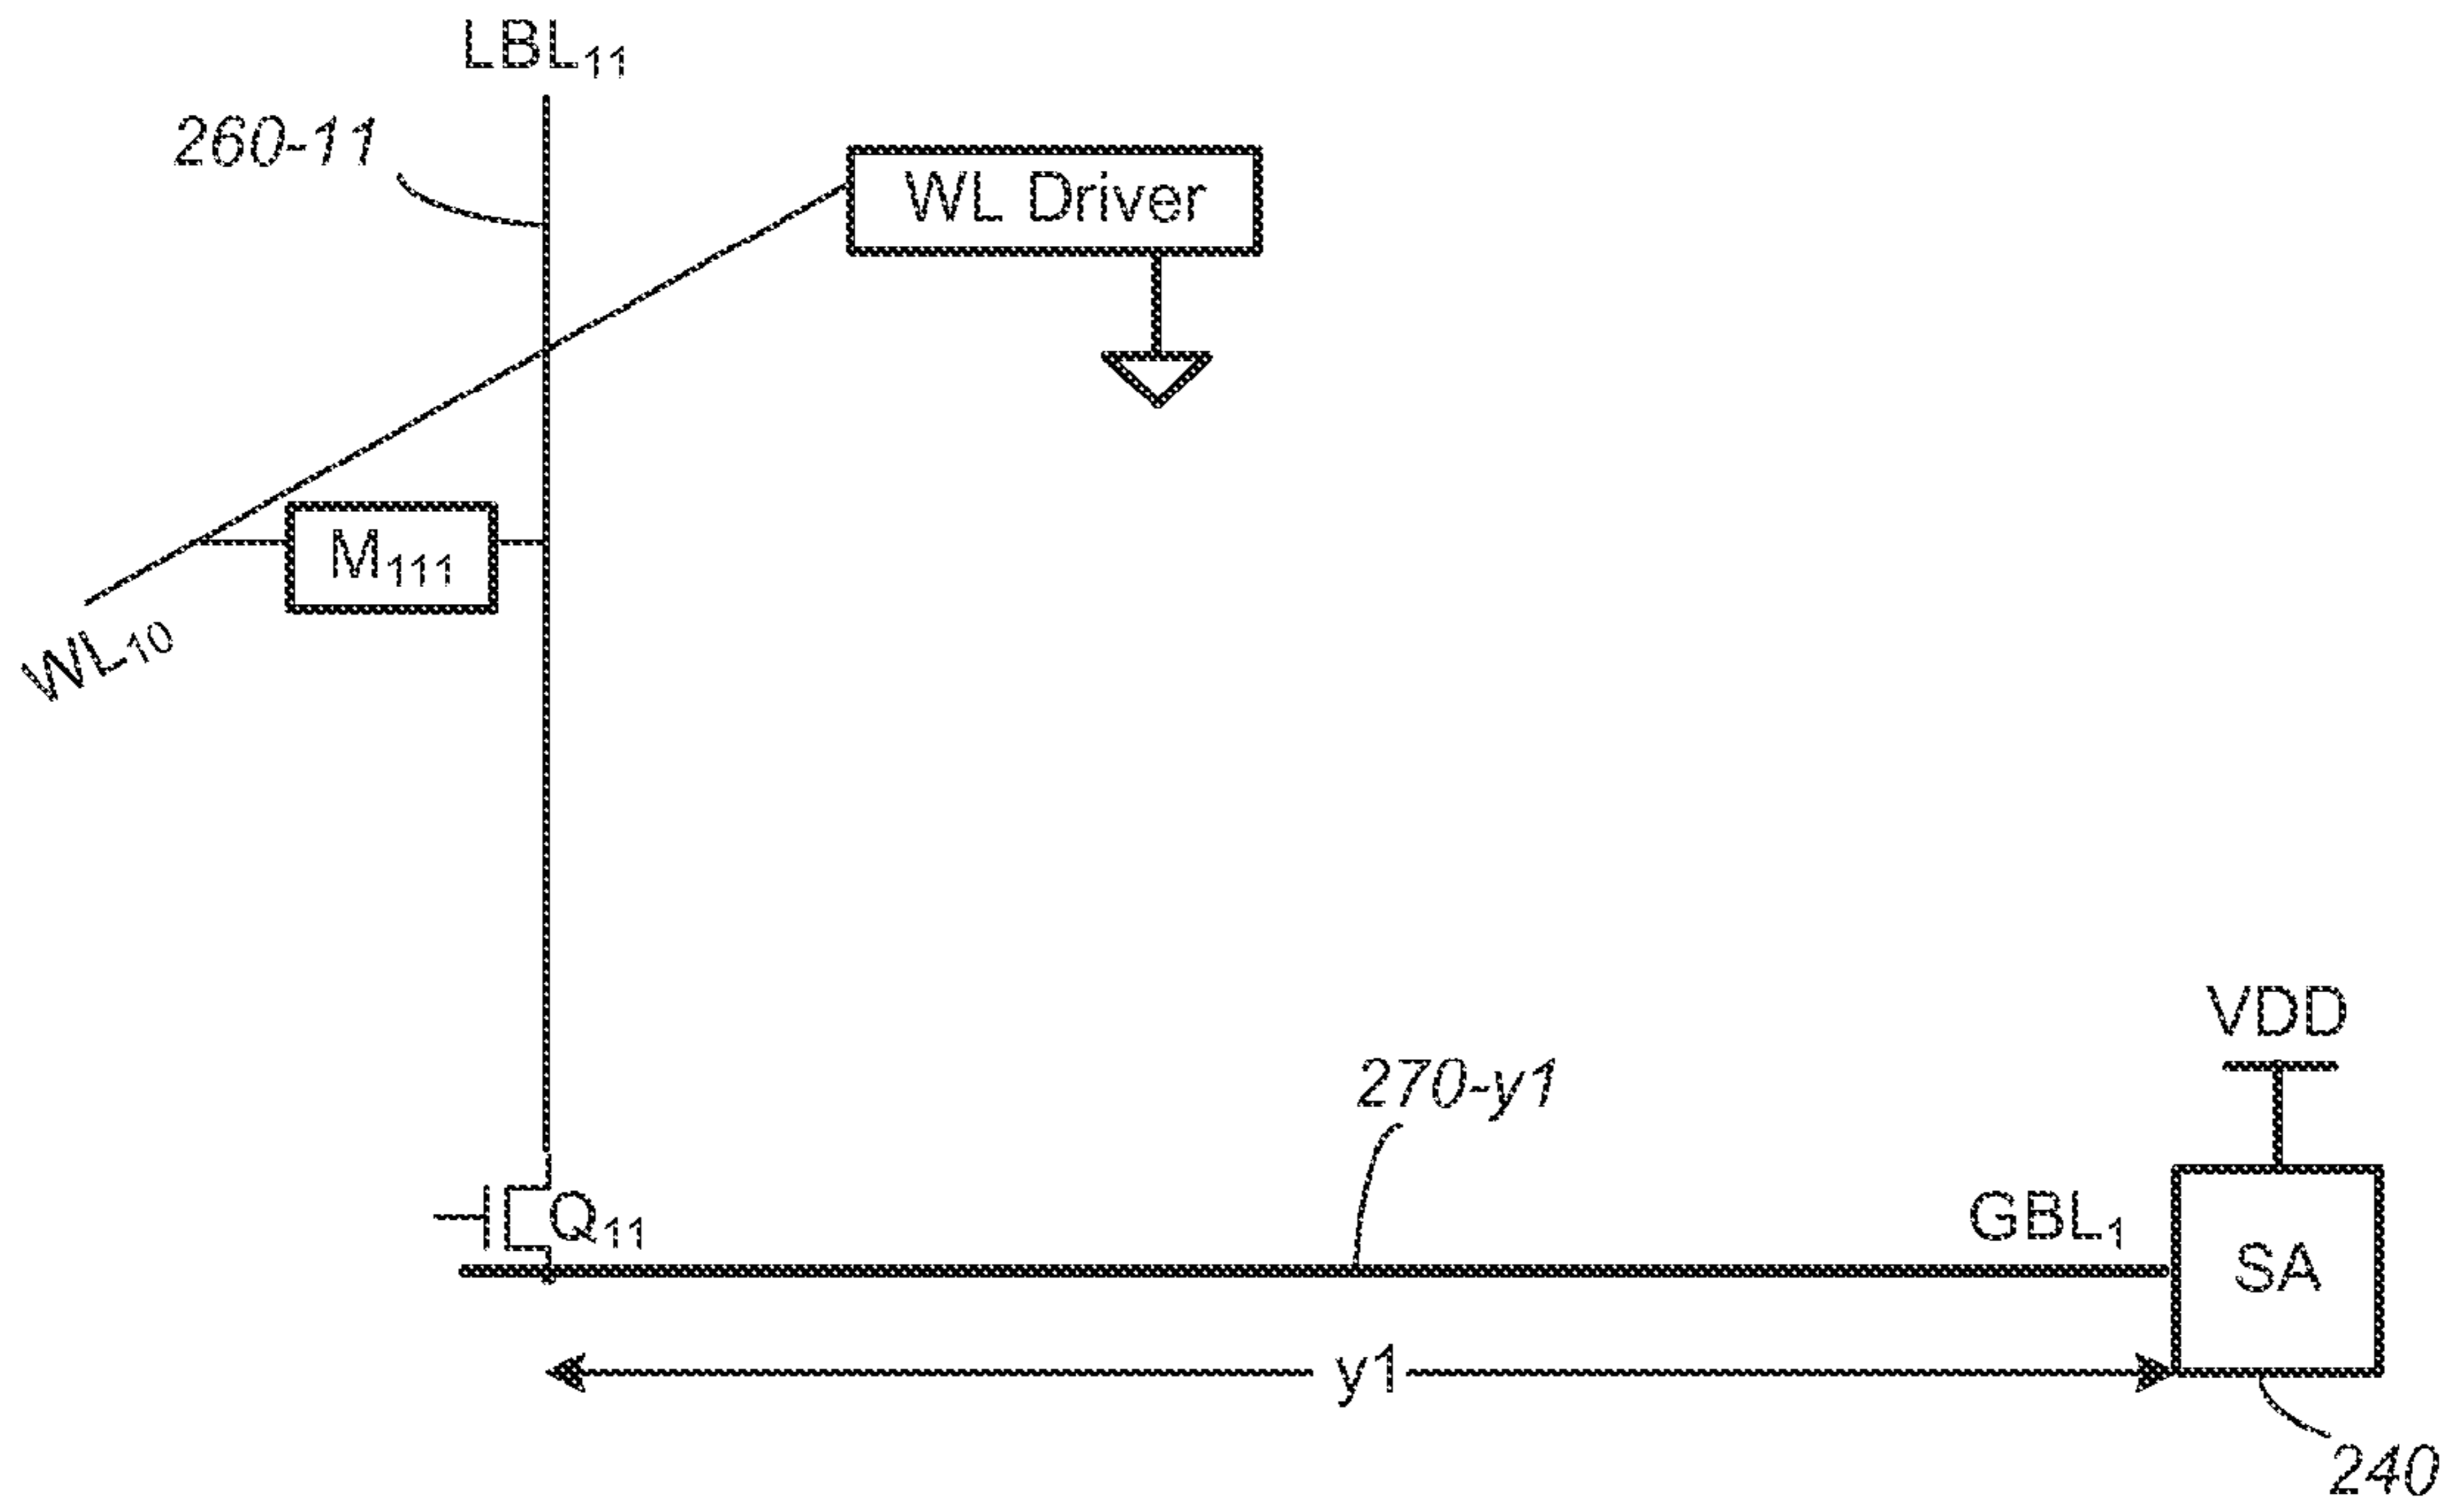 LBL₁₁
260-11
WL Driver
M₁₁₁
WL₁₀
VDD
270-y1
Q₁₁
GBL₁
SA
y1
240